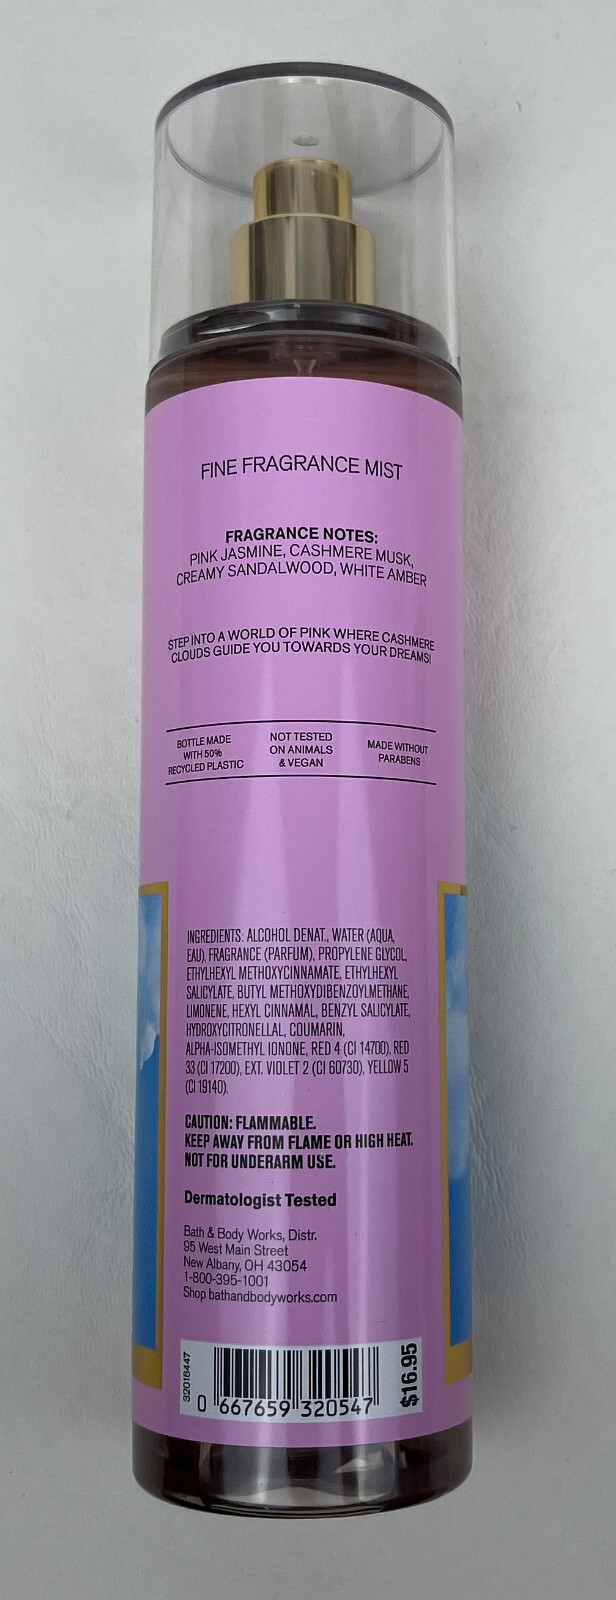 FINE FRAGRANCE MIST
FRAGRANCE NOTES:
PINK JASMINE, CASHMERE MUSK,
CREAMY SANDALWOOD, WHITE AMBER
STEP INTO A WORLD OF PINK WHERE CASHMERE
CLOUDS GUIDE YOU TOWARDS YOUR DREAMS!
BOTTLE MADE
WITH 50%
RECYCLED PLASTIC
NOT TESTED
ON ANIMALS
& VEGAN
MADE WITHOUT
PARABENS
INGREDIENTS: ALCOHOL DENAT., WATER (AQUA,
EAU), FRAGRANCE (PARFUM), PROPYLENE GLYCOL,
ETHYLHEXYL METHOXYCINNAMATE, ETHYLHEXYL
SALICYLATE, BUTYL METHOXYDIBENZOYLMETHANE,
LIMONENE, HEXYL CINNAMAL, BENZYL SALICYLATE,
HYDROXYCITRONELLAL, COUMARIN,
ALPHA-ISOMETHYL IONONE, RED 4 (CI 14700), RED
33 (CI 17200), EXT. VIOLET 2 (CI 60730), YELLOW 5
(CI 19140).
CAUTION: FLAMMABLE.
KEEP AWAY FROM FLAME OR HIGH HEAT.
NOT FOR UNDERARM USE.
Dermatologist Tested
Bath & Body Works, Distr.
95 West Main Street
New Albany, OH 43054
1-800-395-1001
Shop bathandbodyworks.com
32016447
0 667659 320547
$16.95